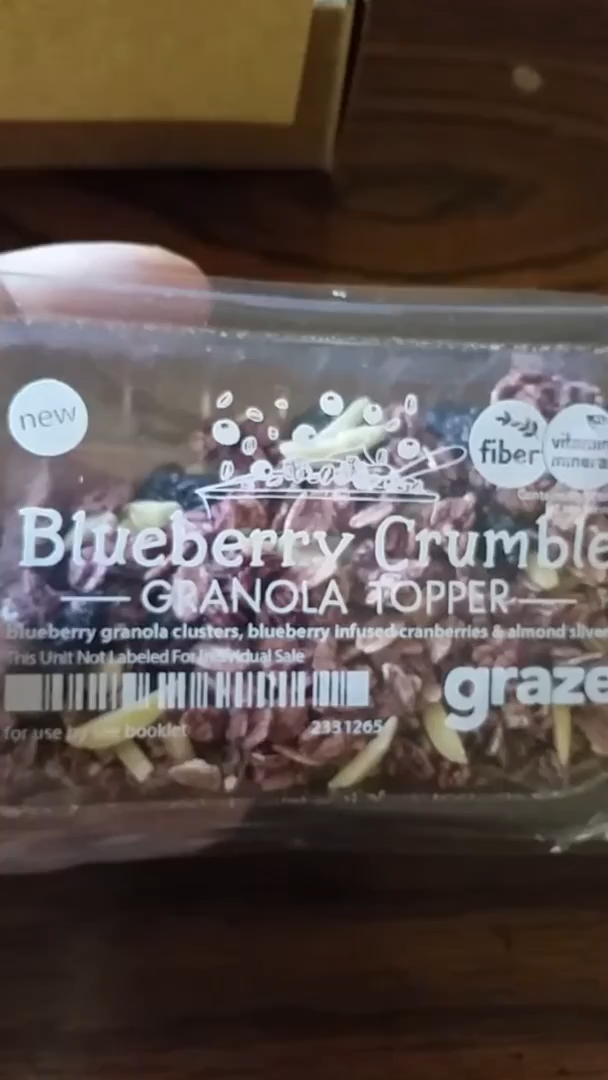 new
fiber
Blueberry Crumble
GRANOLA TOPPER
blueberry granola clusters, blueberry infused cranberries & almond sliver
This Unit Not Labeled For Individual Sale
graze
for use by see booklet
2331265